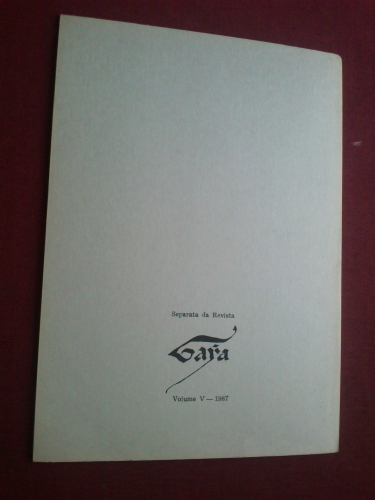 Separata da Revista
Gaya
Volume V — 1987